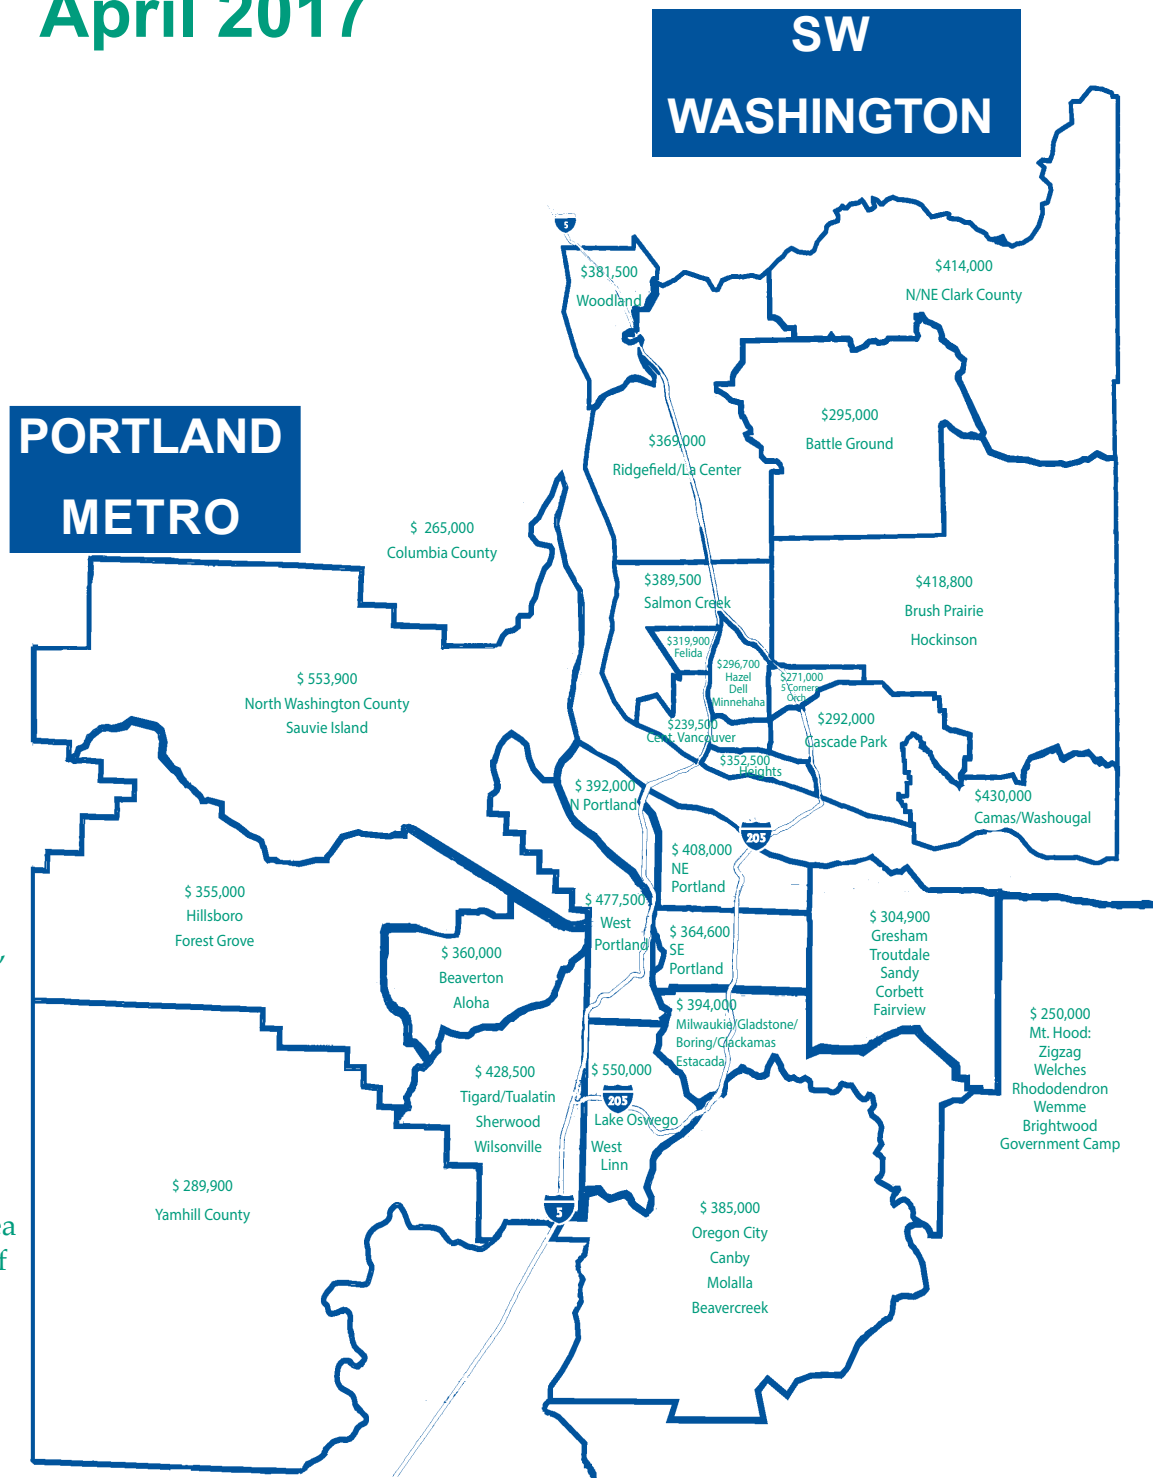 April 2017
SW
WASHINGTON
5
$381,500
Woodland
$414,000
N/NE Clark County
$295,000
Battle Ground
$369,000
Ridgefield/La Center
PORTLAND
METRO
$ 265,000
Columbia County
$389,500
Salmon Creek
$418,800
Brush Prairie
Hockinson
$319,900
Felida
$296,700
Hazel
Dell
Minnehaha
$271,000
5 Corners
Orch.
$ 553,900
North Washington County
Sauvie Island
$239,500
Cent. Vancouver
$292,000
Cascade Park
$352,500
Heights
$ 392,000
N Portland
$430,000
Camas/Washougal
205
$ 408,000
NE
Portland
$ 355,000
Hillsboro
Forest Grove
$ 477,500
West
Portland
$ 364,600
SE
Portland
$ 304,900
Gresham
Troutdale
Sandy
Corbett
Fairview
$ 360,000
Beaverton
Aloha
$ 394,000
Milwaukie/Gladstone/
Boring/Clackamas
Estacada
$ 250,000
Mt. Hood:
Zigzag
Welches
Rhododendron
Wemme
Brightwood
Government Camp
$ 428,500
Tigard/Tualatin
Sherwood
Wilsonville
$ 550,000
205
Lake Oswego
West
Linn
$ 289,900
Yamhill County
5
$ 385,000
Oregon City
Canby
Molalla
Beavercreek